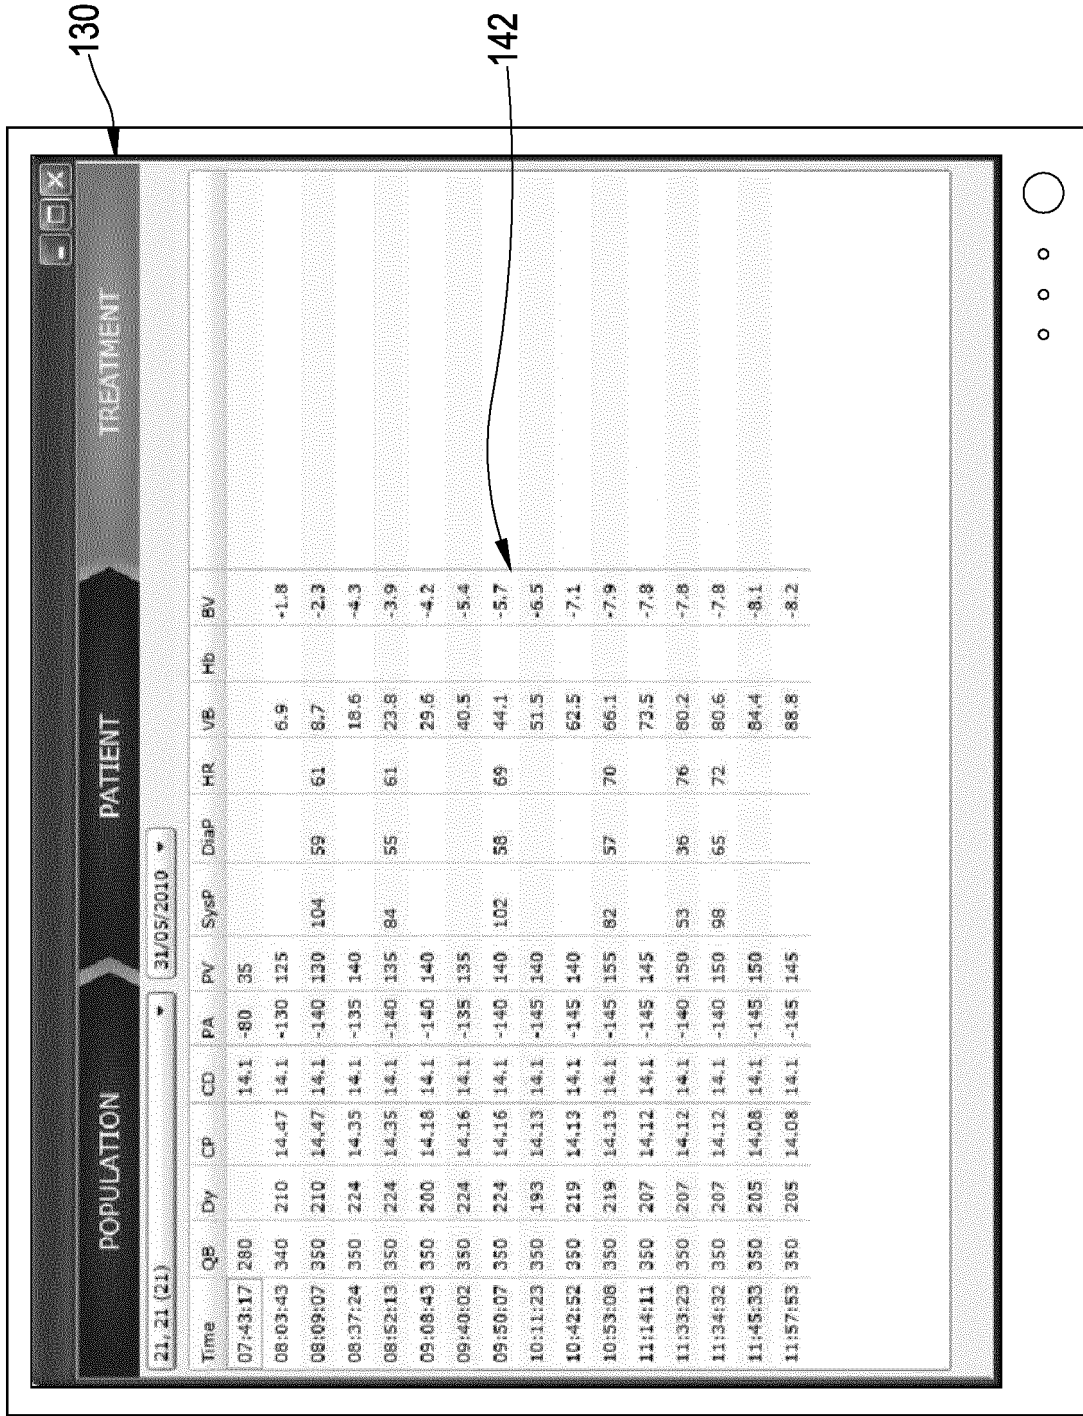 130
POPULATION PATIENT TREATMENT
21, 21 (21) 31/05/2010
Time QB Dy CP CD PA PV SysP DiaP HR VB Hb BV
07:43:17 280 14.1 -80 35
08:03:43 340 210 14.47 14.1 -130 125 6.9 -1.8
08:09:07 350 210 14.47 14.1 -140 130 104 59 61 8.7 -2.3
08:37:24 350 224 14.35 14.1 -135 140 18.6 -4.3
08:52:13 350 224 14.35 14.1 -140 135 84 55 61 23.8 -3.9
09:08:43 350 200 14.18 14.1 -140 140 29.6 -4.2
09:40:02 350 224 14.16 14.1 -135 135 40.5 -5.4
09:50:07 350 224 14.16 14.1 -140 140 102 58 69 44.1 -5.7
10:11:23 350 193 14.13 14.1 -145 140 51.5 -6.5
10:42:52 350 219 14.13 14.1 -145 140 62.5 -7.1
10:53:08 350 219 14.13 14.1 -145 155 82 57 70 66.1 -7.9
11:14:11 350 207 14.12 14.1 -145 145 73.5 -7.8
11:33:23 350 207 14.12 14.1 -140 150 53 36 76 80.2 -7.8
11:34:32 350 207 14.12 14.1 -140 150 98 65 72 80.6 -7.8
11:45:33 350 205 14.08 14.1 -145 150 84.4 -8.1
11:57:53 350 205 14.08 14.1 -145 145 88.8 -8.2
142